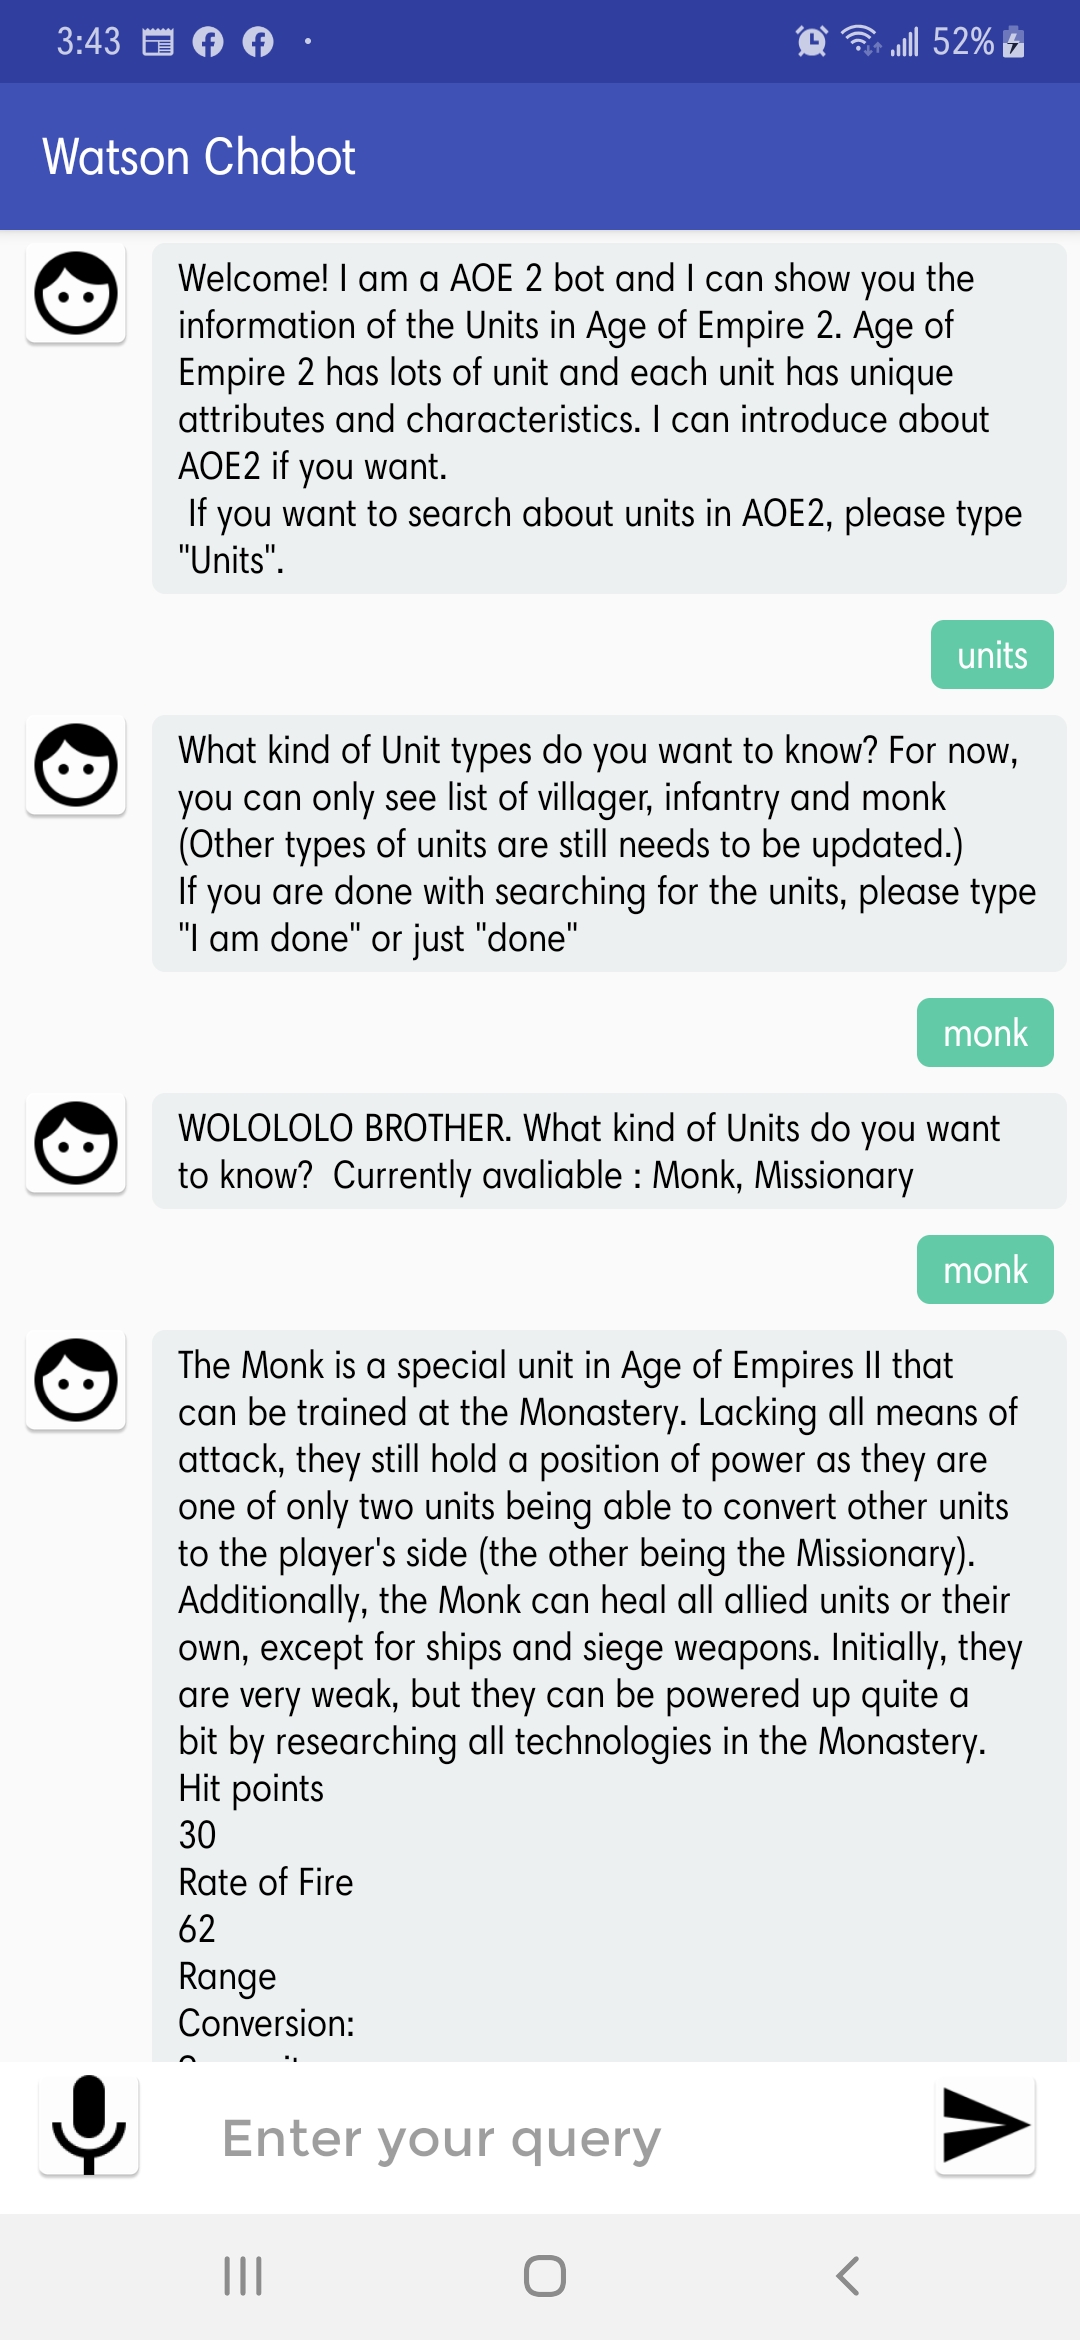 3:43
52%
Watson Chabot
Welcome! I am a AOE 2 bot and I can show you the
information of the Units in Age of Empire 2. Age of
Empire 2 has lots of unit and each unit has unique
attributes and characteristics. I can introduce about
AOE2 if you want.
If you want to search about units in AOE2, please type
"Units".
units
What kind of Unit types do you want to know? For now,
you can only see list of villager, infantry and monk
(Other types of units are still needs to be updated.)
If you are done with searching for the units, please type
"I am done" or just "done"
monk
WOLOLOLO BROTHER. What kind of Units do you want
to know?  Currently avaliable : Monk, Missionary
monk
The Monk is a special unit in Age of Empires II that
can be trained at the Monastery. Lacking all means of
attack, they still hold a position of power as they are
one of only two units being able to convert other units
to the player's side (the other being the Missionary).
Additionally, the Monk can heal all allied units or their
own, except for ships and siege weapons. Initially, they
are very weak, but they can be powered up quite a
bit by researching all technologies in the Monastery.
Hit points
30
Rate of Fire
62
Range
Conversion:
Enter your query